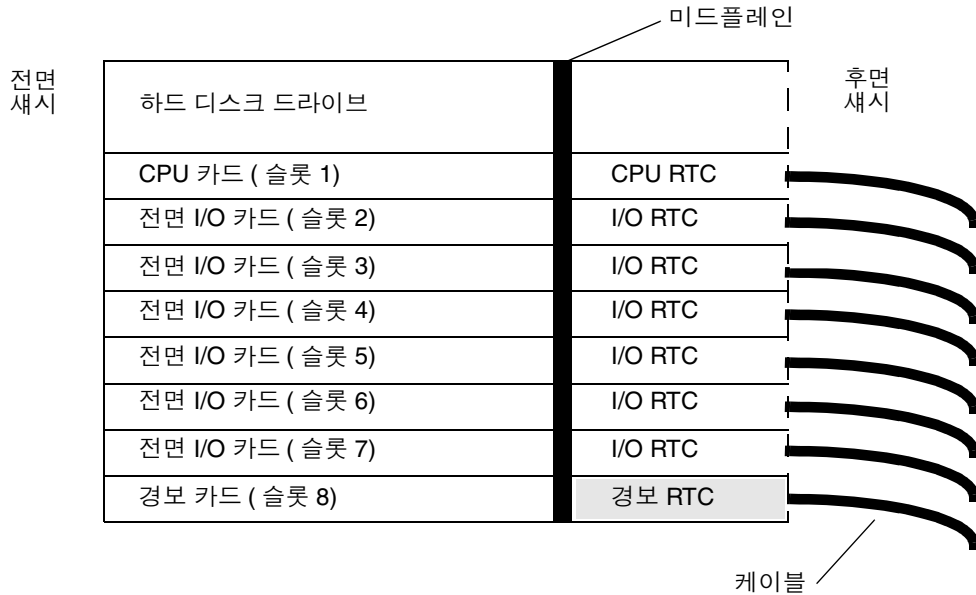 미드플레인
전면
섀시
후면
섀시
하드 디스크 드라이브
CPU 카드 ( 슬롯 1) CPU RTC
전면 I/O 카드 ( 슬롯 2) I/O RTC
전면 I/O 카드 ( 슬롯 3) I/O RTC
전면 I/O 카드 ( 슬롯 4) I/O RTC
전면 I/O 카드 ( 슬롯 5) I/O RTC
전면 I/O 카드 ( 슬롯 6) I/O RTC
전면 I/O 카드 ( 슬롯 7) I/O RTC
경보 카드 ( 슬롯 8) 경보 RTC
케이블